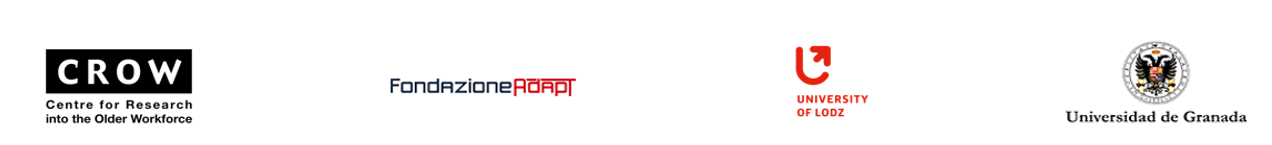 CROW
Centre for Research
into the Older Workforce
FondAzioneADAPT
UNIVERSITY
OF LODZ
Universidad de Granada